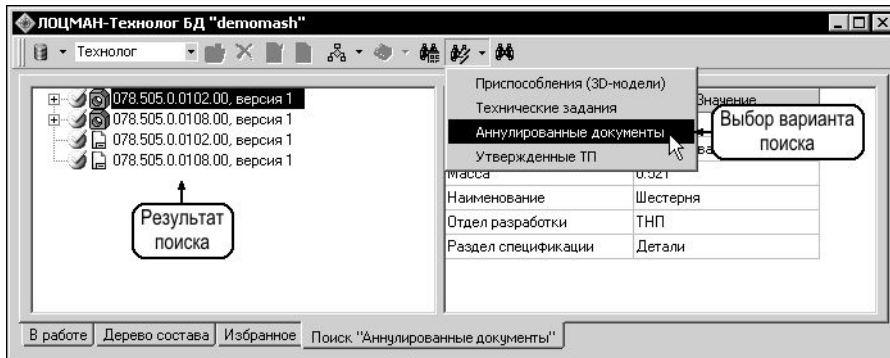 ЛОЦМАН-Технолог БД "demomash"
Технолог
Приспособления (3D-модели)
Технические задания
Аннулированные документы
Утвержденные ТП
Выбор варианта
поиска
078.505.0.0102.00, версия 1
078.505.0.0108.00, версия 1
078.505.0.0102.00, версия 1
078.505.0.0108.00, версия 1
Результат
поиска
Значение
Масса 0.521
Наименование Шестерня
Отдел разработки ТНП
Раздел спецификации Детали
В работе Дерево состава Избранное Поиск "Аннулированные документы"